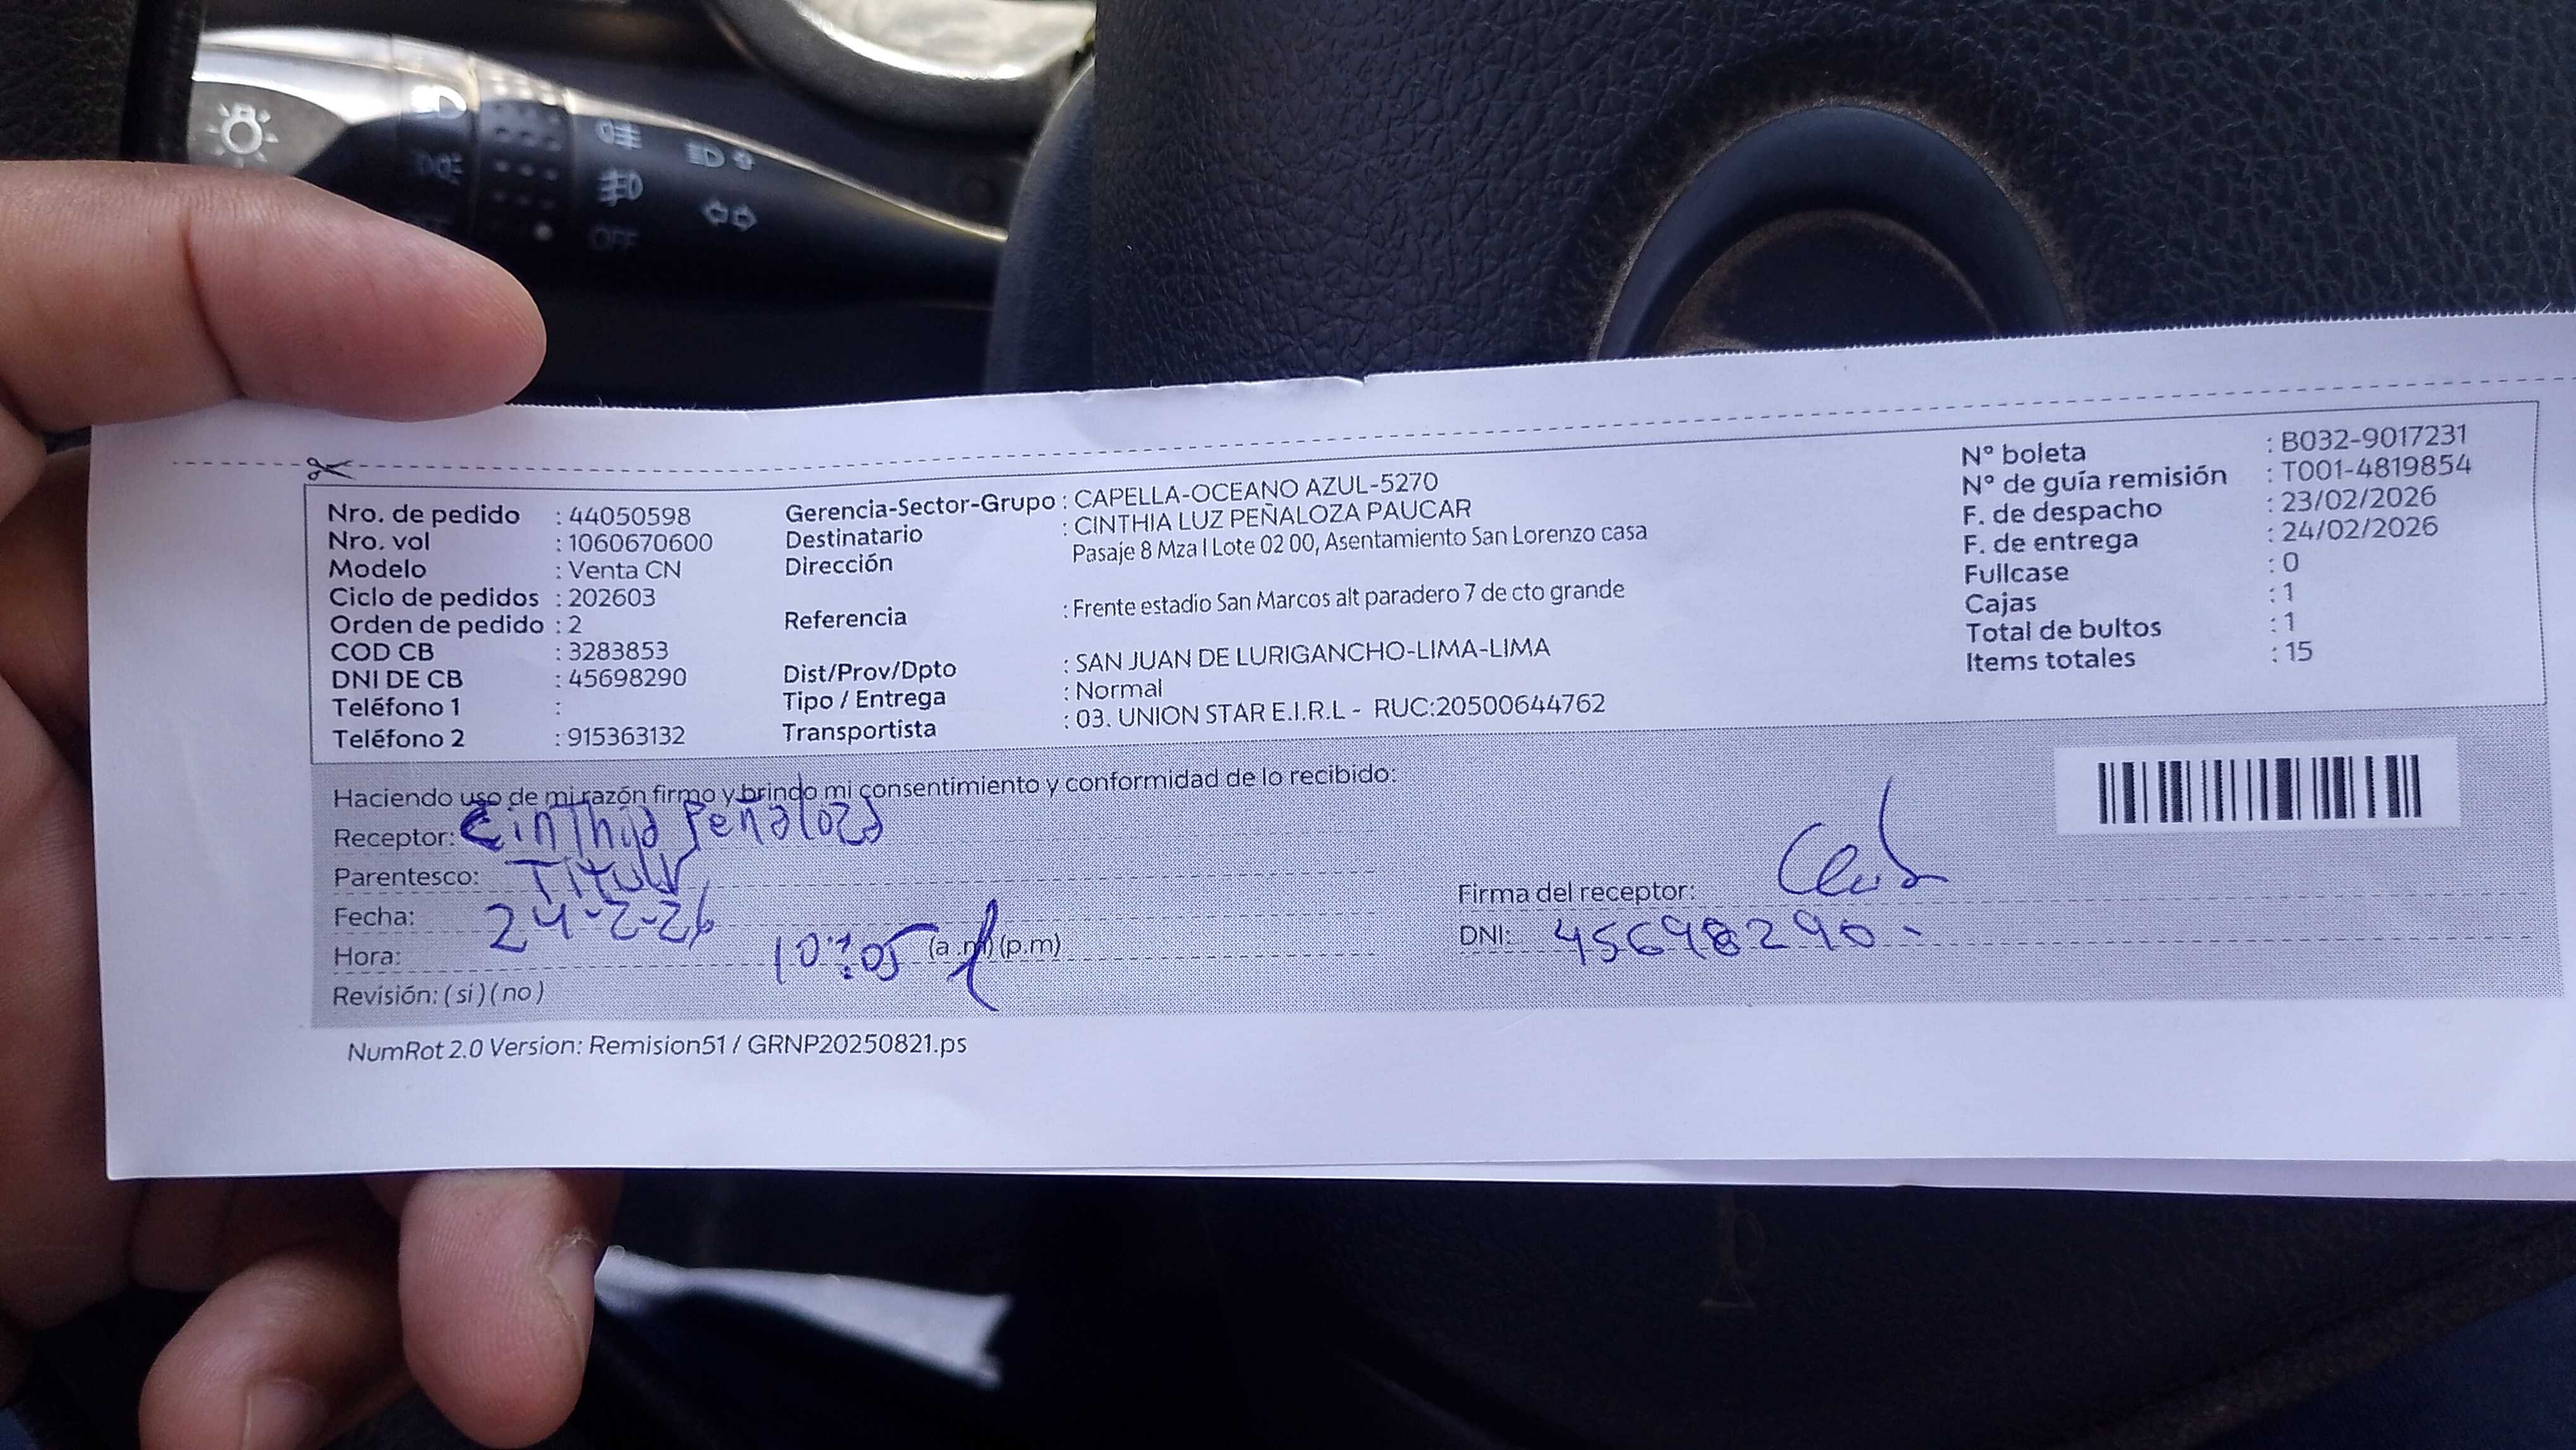 OFF
Nro. de pedido : 44050598
Nro. vol : 1060670600
Modelo : Venta CN
Ciclo de pedidos : 202603
Orden de pedido : 2
COD CB : 3283853
DNI DE CB : 45698290
Teléfono 1 :
Teléfono 2 : 915363132
Gerencia-Sector-Grupo : CAPELLA-OCEANO AZUL-5270
Destinatario : CINTHIA LUZ PEÑALOZA PAUCAR
Dirección Pasaje 8 Mza I Lote 02 00, Asentamiento San Lorenzo casa
Referencia : Frente estadio San Marcos alt paradero 7 de cto grande
Dist/Prov/Dpto : SAN JUAN DE LURIGANCHO-LIMA-LIMA
Tipo / Entrega : Normal
Transportista : 03. UNION STAR E.I.R.L - RUC:20500644762
N° boleta : B032-9017231
N° de guía remisión : T001-4819854
F. de despacho : 23/02/2026
F. de entrega : 24/02/2026
Fullcase : 0
Cajas : 1
Total de bultos : 1
Items totales : 15
Haciendo uso de mi razón firmo y brindo mi consentimiento y conformidad de lo recibido:
Receptor: Cinthya Peñaloza
Parentesco: Titular
Fecha: 24-2-26
Hora: 10:05 (a.m) (p.m)
Revisión: (si) (no)
Firma del receptor:
DNI: 45698290-
NumRot 2.0 Version: Remision51 / GRNP20250821.ps